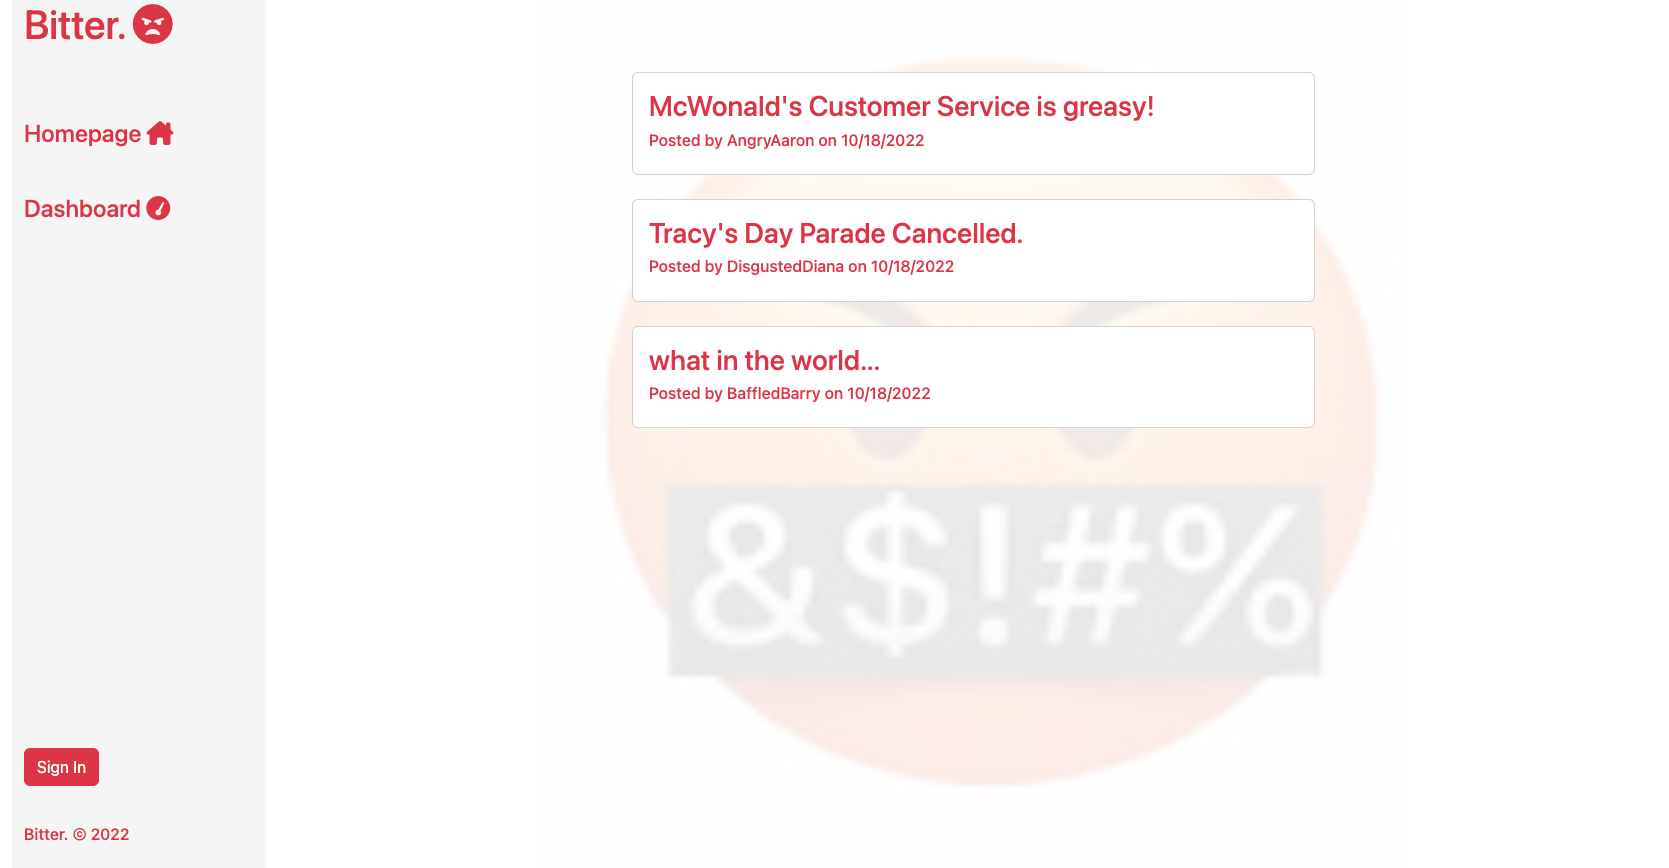 Bitter.
Homepage
Dashboard
Sign In
Bitter. © 2022
McWonald's Customer Service is greasy!
Posted by AngryAaron on 10/18/2022
Tracy's Day Parade Cancelled.
Posted by DisgustedDiana on 10/18/2022
what in the world...
Posted by BaffledBarry on 10/18/2022
&$!#%